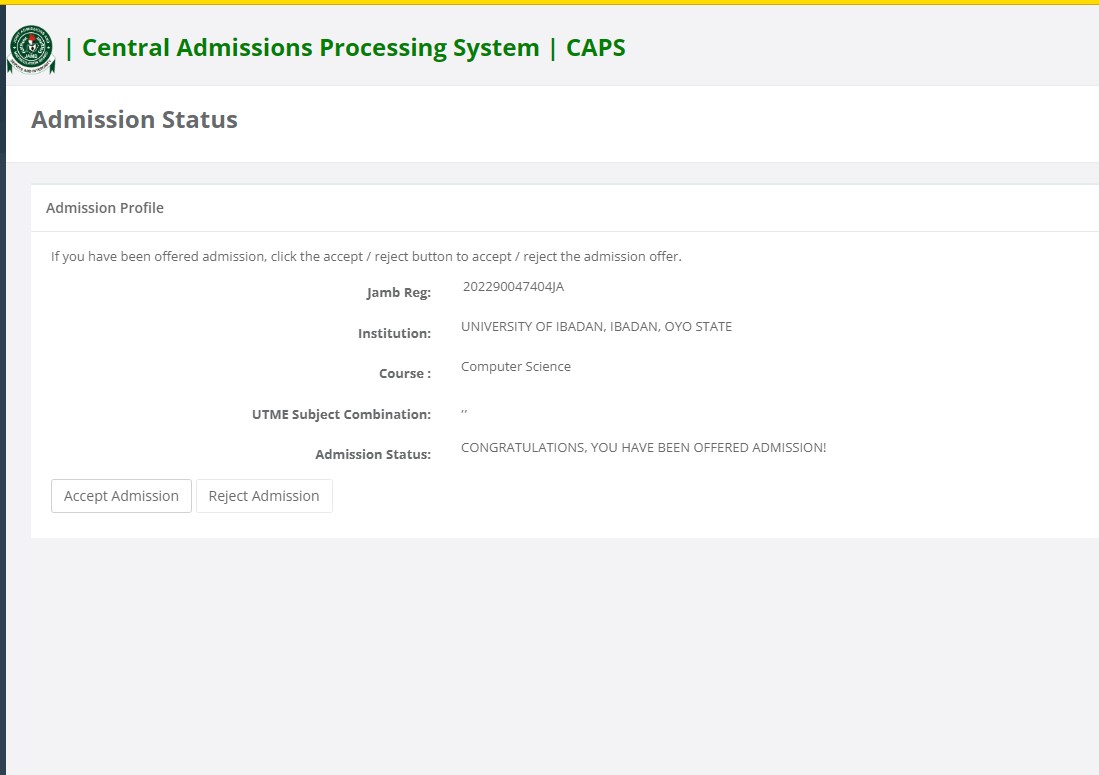 | Central Admissions Processing System | CAPS
Admission Status
Admission Profile
If you have been offered admission, click the accept / reject button to accept / reject the admission offer.
Jamb Reg: 202290047404JA
Institution: UNIVERSITY OF IBADAN, IBADAN, OYO STATE
Course : Computer Science
UTME Subject Combination: ,,
Admission Status: CONGRATULATIONS, YOU HAVE BEEN OFFERED ADMISSION!
Accept Admission Reject Admission